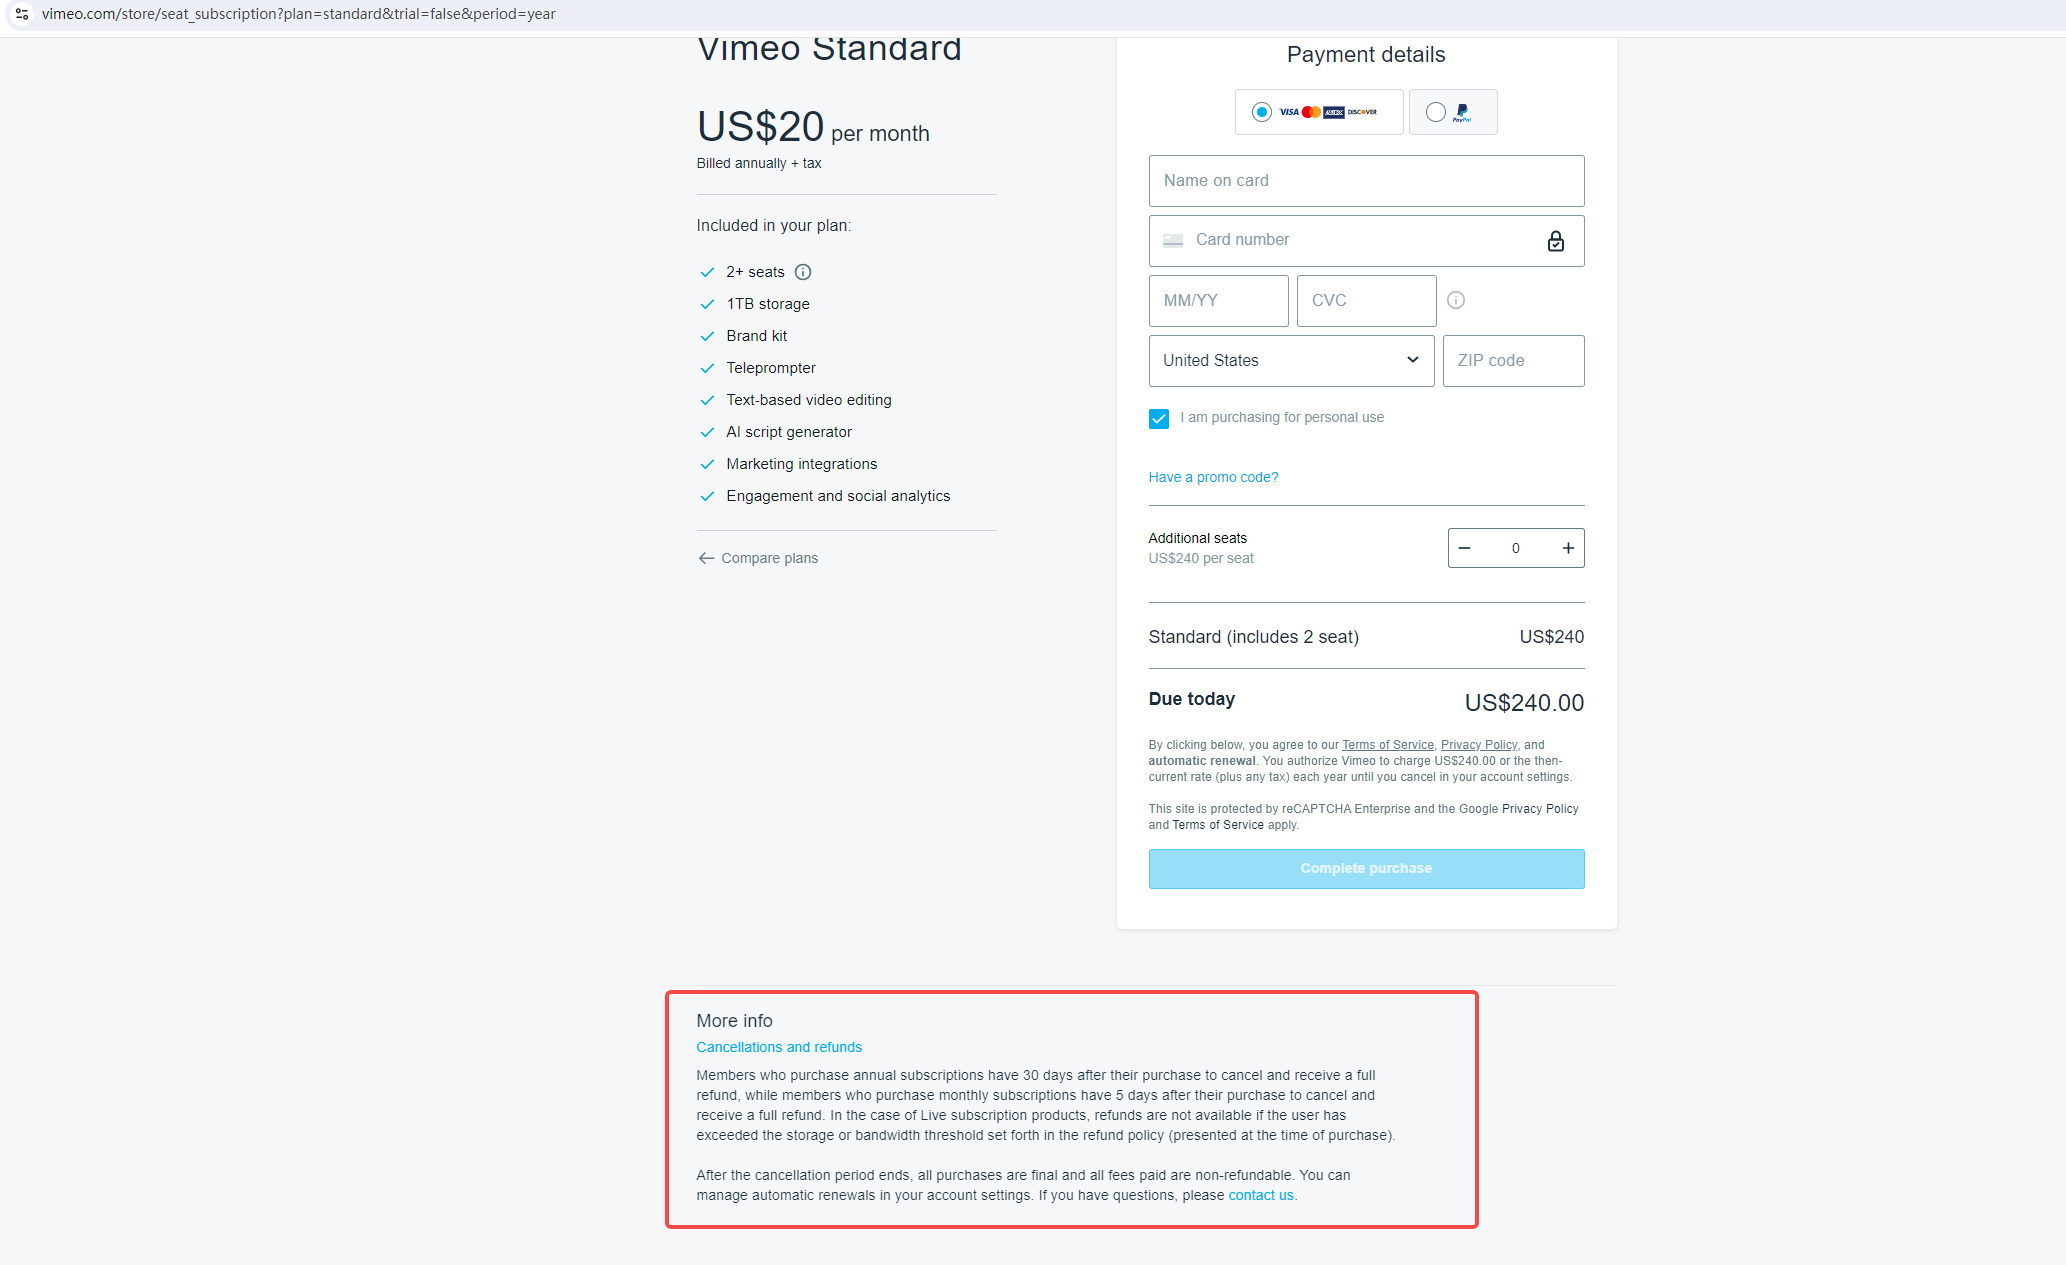 vimeo.com/store/seat_subscription?plan=standard&trial=false&period=year
Vimeo Standard
US$20 per month
Billed annually + tax
Included in your plan:
2+ seats
1TB storage
Brand kit
Teleprompter
Text-based video editing
AI script generator
Marketing integrations
Engagement and social analytics
Compare plans
Payment details
VISA AMEX DISCOVER PayPal
Name on card
Card number
MM/YY CVC
United States ZIP code
I am purchasing for personal use
Have a promo code?
Additional seats
US$240 per seat
0
Standard (includes 2 seat) US$240
Due today US$240.00
By clicking below, you agree to our Terms of Service, Privacy Policy, and
automatic renewal. You authorize Vimeo to charge US$240.00 or the then-
current rate (plus any tax) each year until you cancel in your account settings.
This site is protected by reCAPTCHA Enterprise and the Google Privacy Policy
and Terms of Service apply.
Complete purchase
More info
Cancellations and refunds
Members who purchase annual subscriptions have 30 days after their purchase to cancel and receive a full
refund, while members who purchase monthly subscriptions have 5 days after their purchase to cancel and
receive a full refund. In the case of Live subscription products, refunds are not available if the user has
exceeded the storage or bandwidth threshold set forth in the refund policy (presented at the time of purchase).
After the cancellation period ends, all purchases are final and all fees paid are non-refundable. You can
manage automatic renewals in your account settings. If you have questions, please contact us.